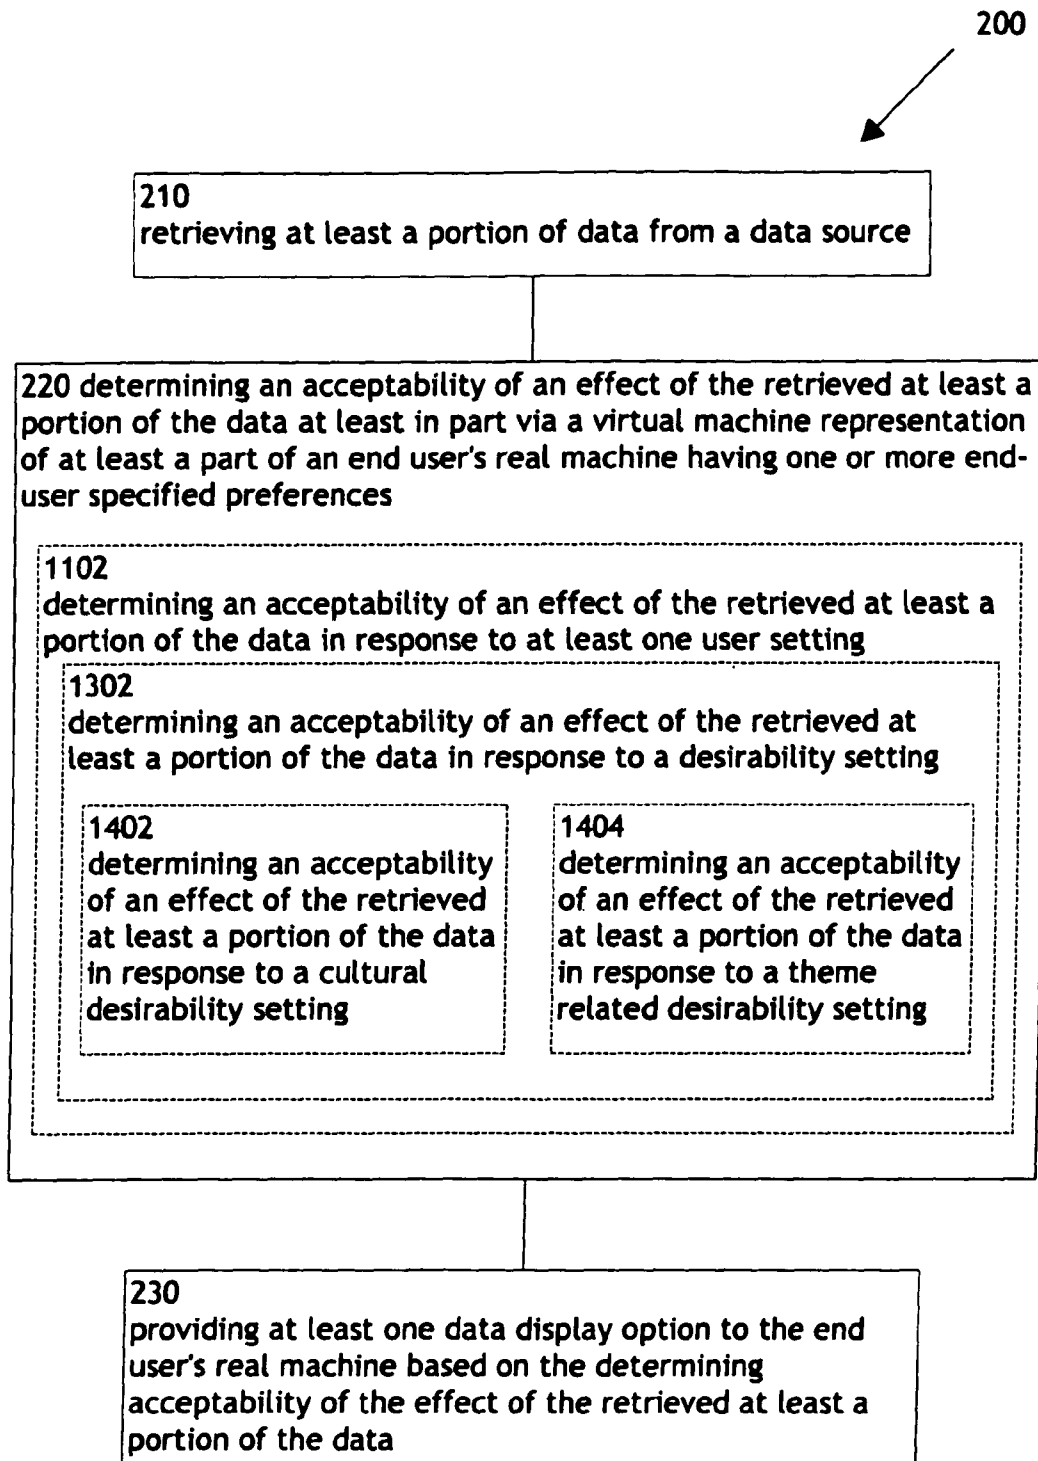 200
210
retrieving at least a portion of data from a data source
220 determining an acceptability of an effect of the retrieved at least a
portion of the data at least in part via a virtual machine representation
of at least a part of an end user's real machine having one or more end-
user specified preferences
1102
determining an acceptability of an effect of the retrieved at least a
portion of the data in response to at least one user setting
1302
determining an acceptability of an effect of the retrieved at
least a portion of the data in response to a desirability setting
1402
determining an acceptability
of an effect of the retrieved
at least a portion of the data
in response to a cultural
desirability setting
1404
determining an acceptability
of an effect of the retrieved
at least a portion of the data
in response to a theme
related desirability setting
230
providing at least one data display option to the end
user's real machine based on the determining
acceptability of the effect of the retrieved at least a
portion of the data